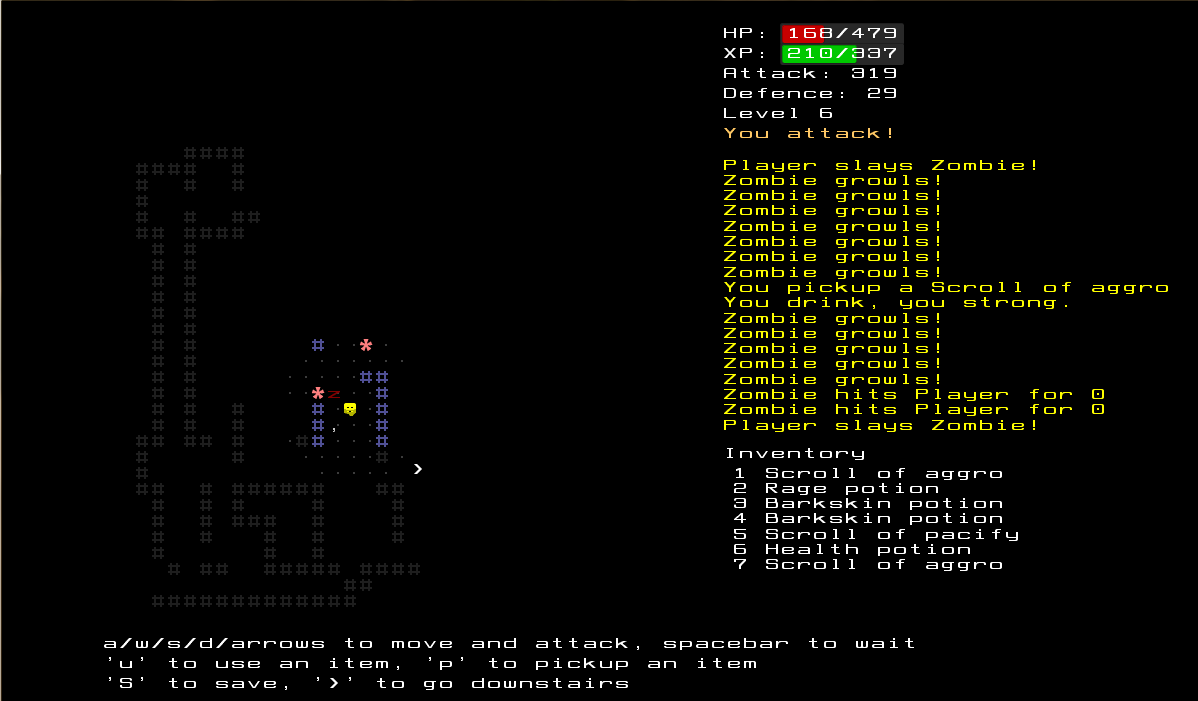 HP: 168/479
XP: 210/337
Attack: 319
Defence: 29
Level 6
You attack!
Player slays Zombie!
Zombie growls!
Zombie growls!
Zombie growls!
Zombie growls!
Zombie growls!
Zombie growls!
Zombie growls!
You pickup a Scroll of aggro
You drink, you strong.
Zombie growls!
Zombie growls!
Zombie growls!
Zombie growls!
Zombie growls!
Zombie hits Player for 0
Zombie hits Player for 0
Player slays Zombie!
Inventory
1 Scroll of aggro
2 Rage potion
3 Barkskin potion
4 Barkskin potion
5 Scroll of pacify
6 Health potion
7 Scroll of aggro
a/w/s/d/arrows to move and attack, spacebar to wait
'u' to use an item, 'p' to pickup an item
'S' to save, '>' to go downstairs